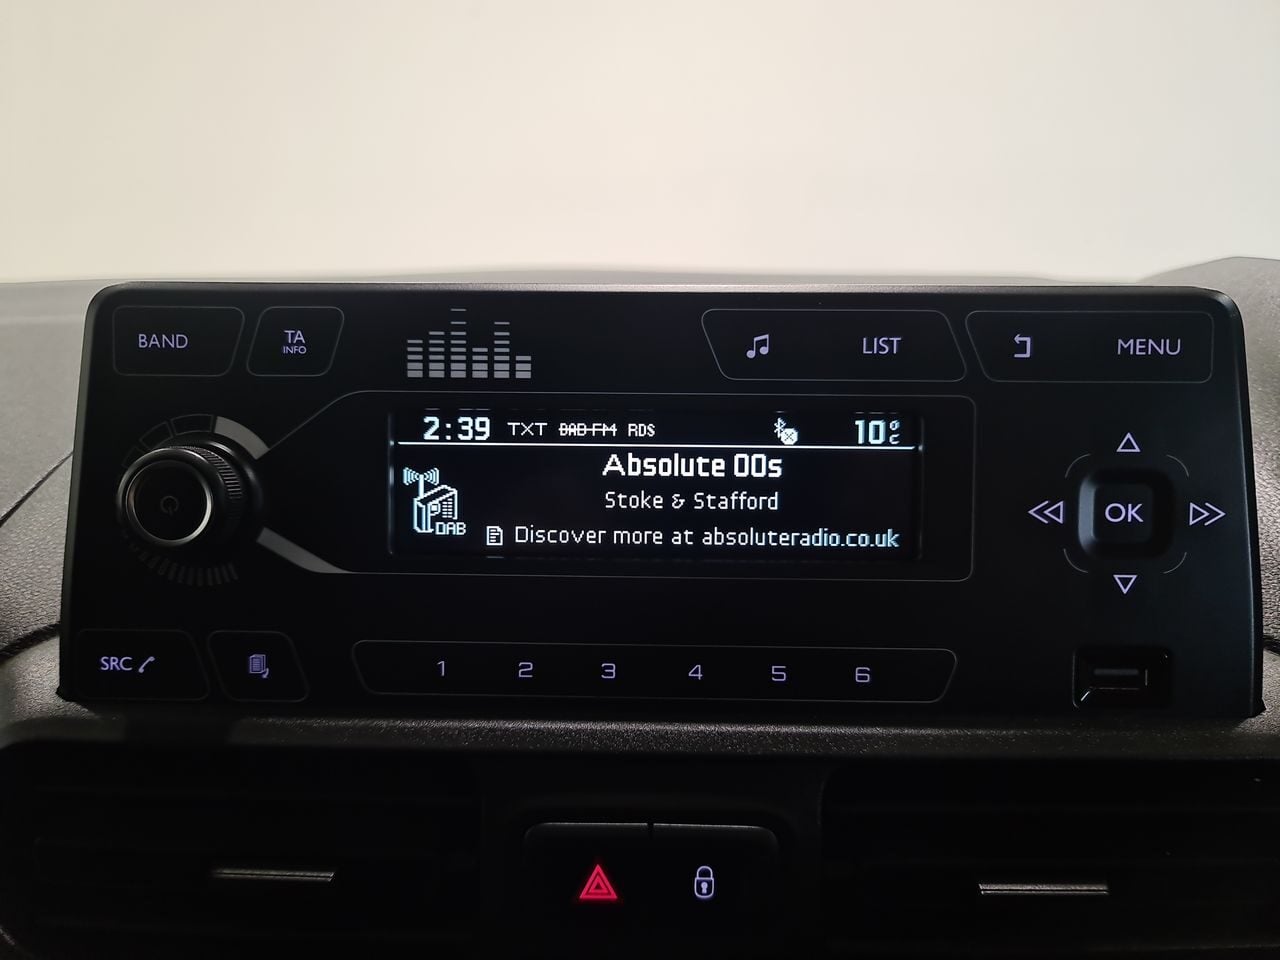 BAND
TA
INFO
LIST
MENU
2:39 TXT DAB-FM RDS 10°C
Absolute 00s
Stoke & Stafford
DAB
Discover more at absoluteradio.co.uk
OK
SRC
1 2 3 4 5 6